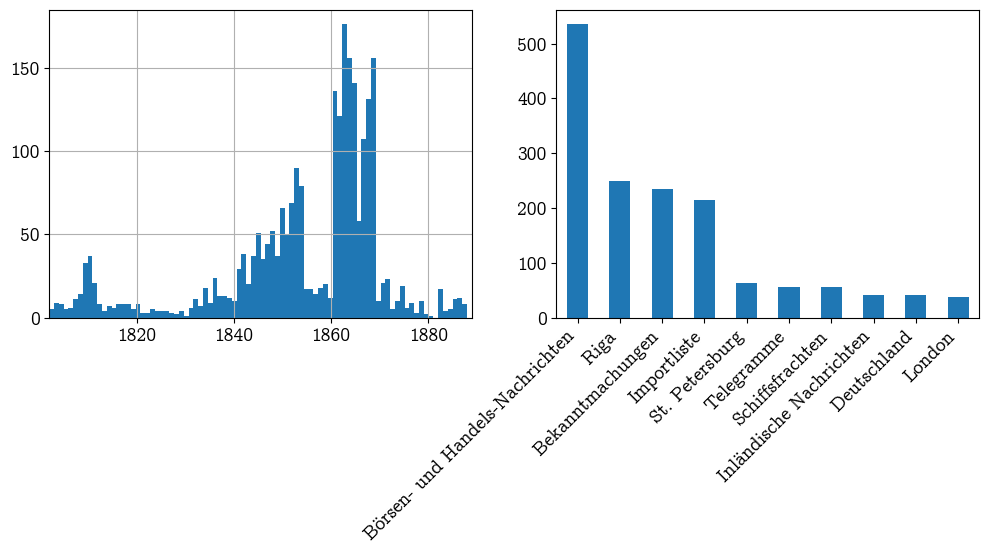 150
100
50
0
1820 1840 1860 1880
500
400
300
200
100
0
Börsen- und Handels-Nachrichten
Riga
Bekanntmachungen
Importliste
St. Petersburg
Telegramme
Schiffsfrachten
Inländische Nachrichten
Deutschland
London